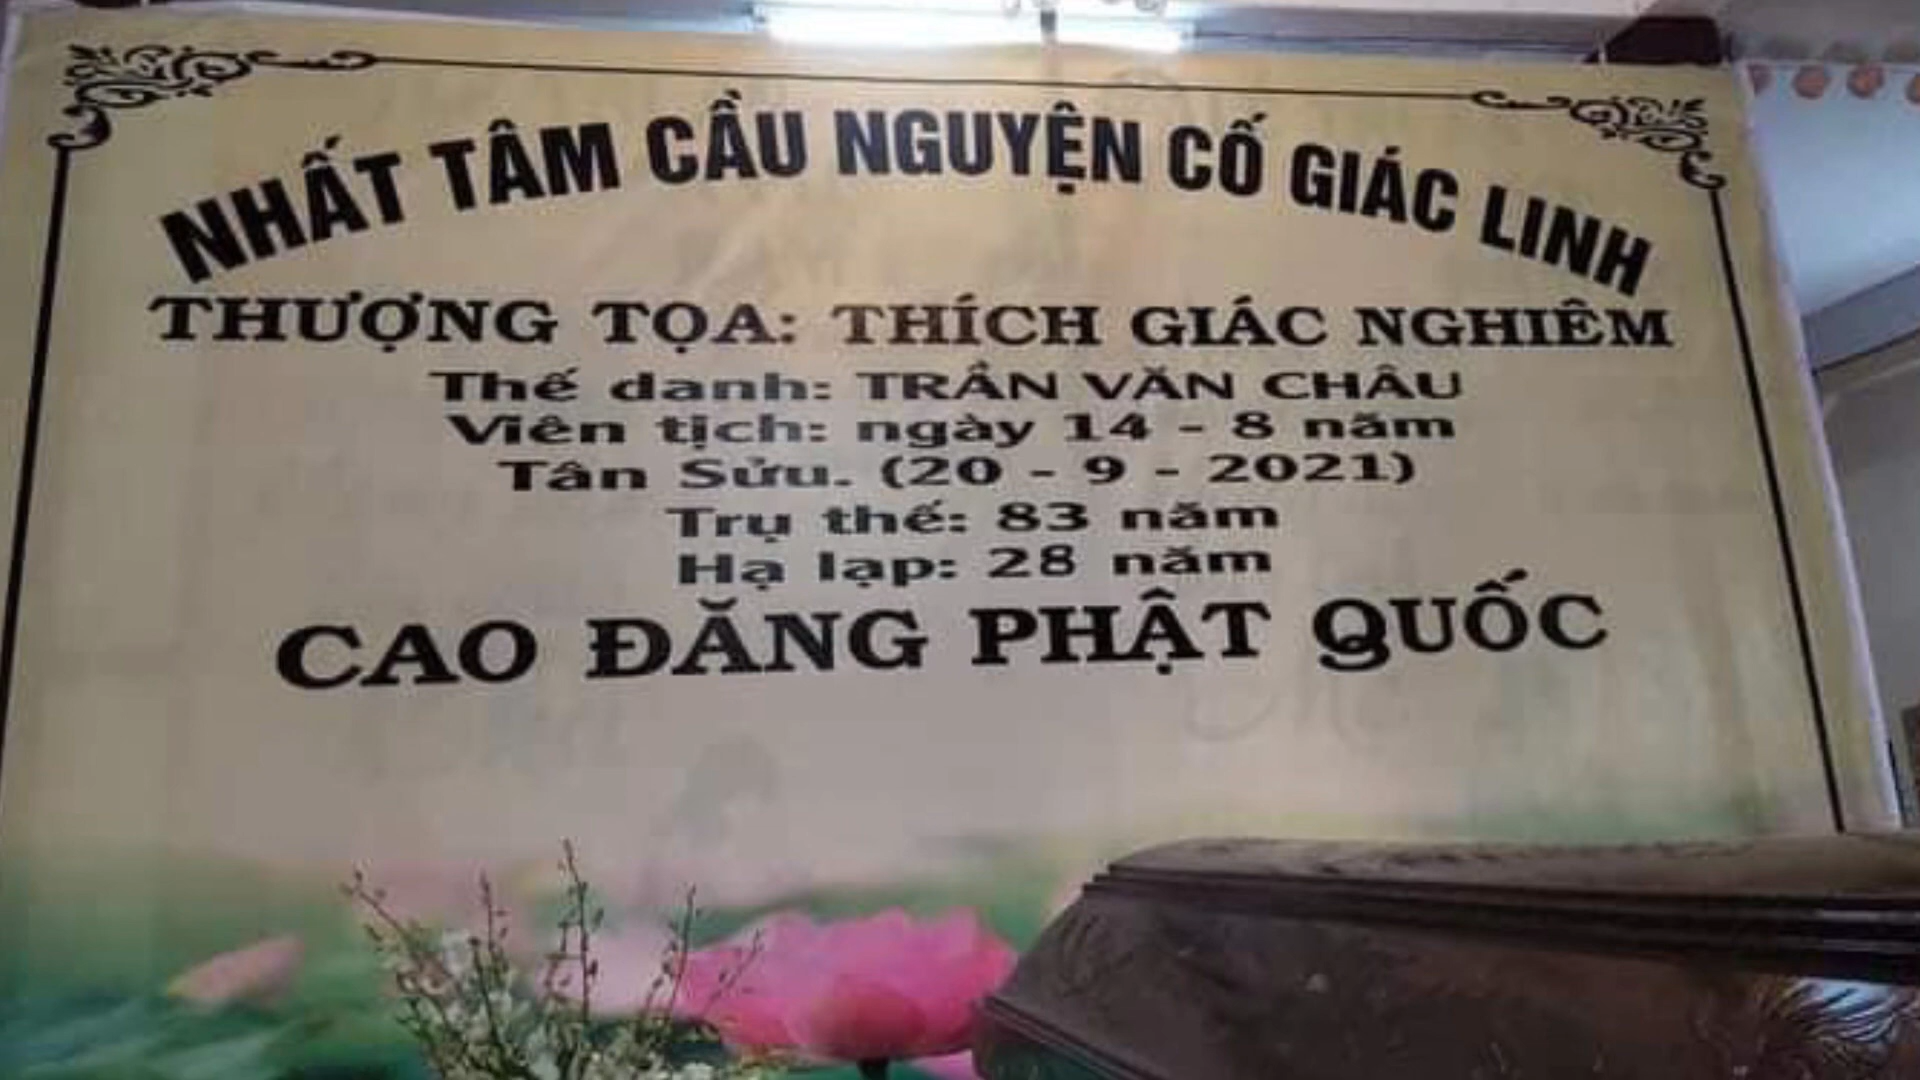 NHẤT TÂM CẦU NGUYỆN CỐ GIÁC LINH
THƯỢNG TỌA: THÍCH GIÁC NGHIÊM
Thế danh: TRẦN VĂN CHÂU
Viên tịch: ngày 14 - 8 năm
Tân Sửu. (20 - 9 - 2021)
Trụ thế: 83 năm
Hạ lạp: 28 năm
CAO ĐĂNG PHẬT QUỐC